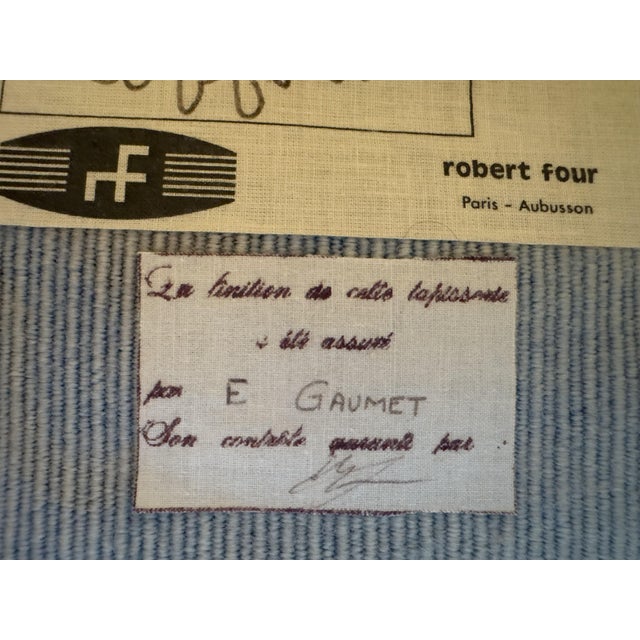 rF
robert four
Paris - Aubusson
La finition de cette tapisserie
a été assuré
par E GAUMET
Son contrôle garanti par :